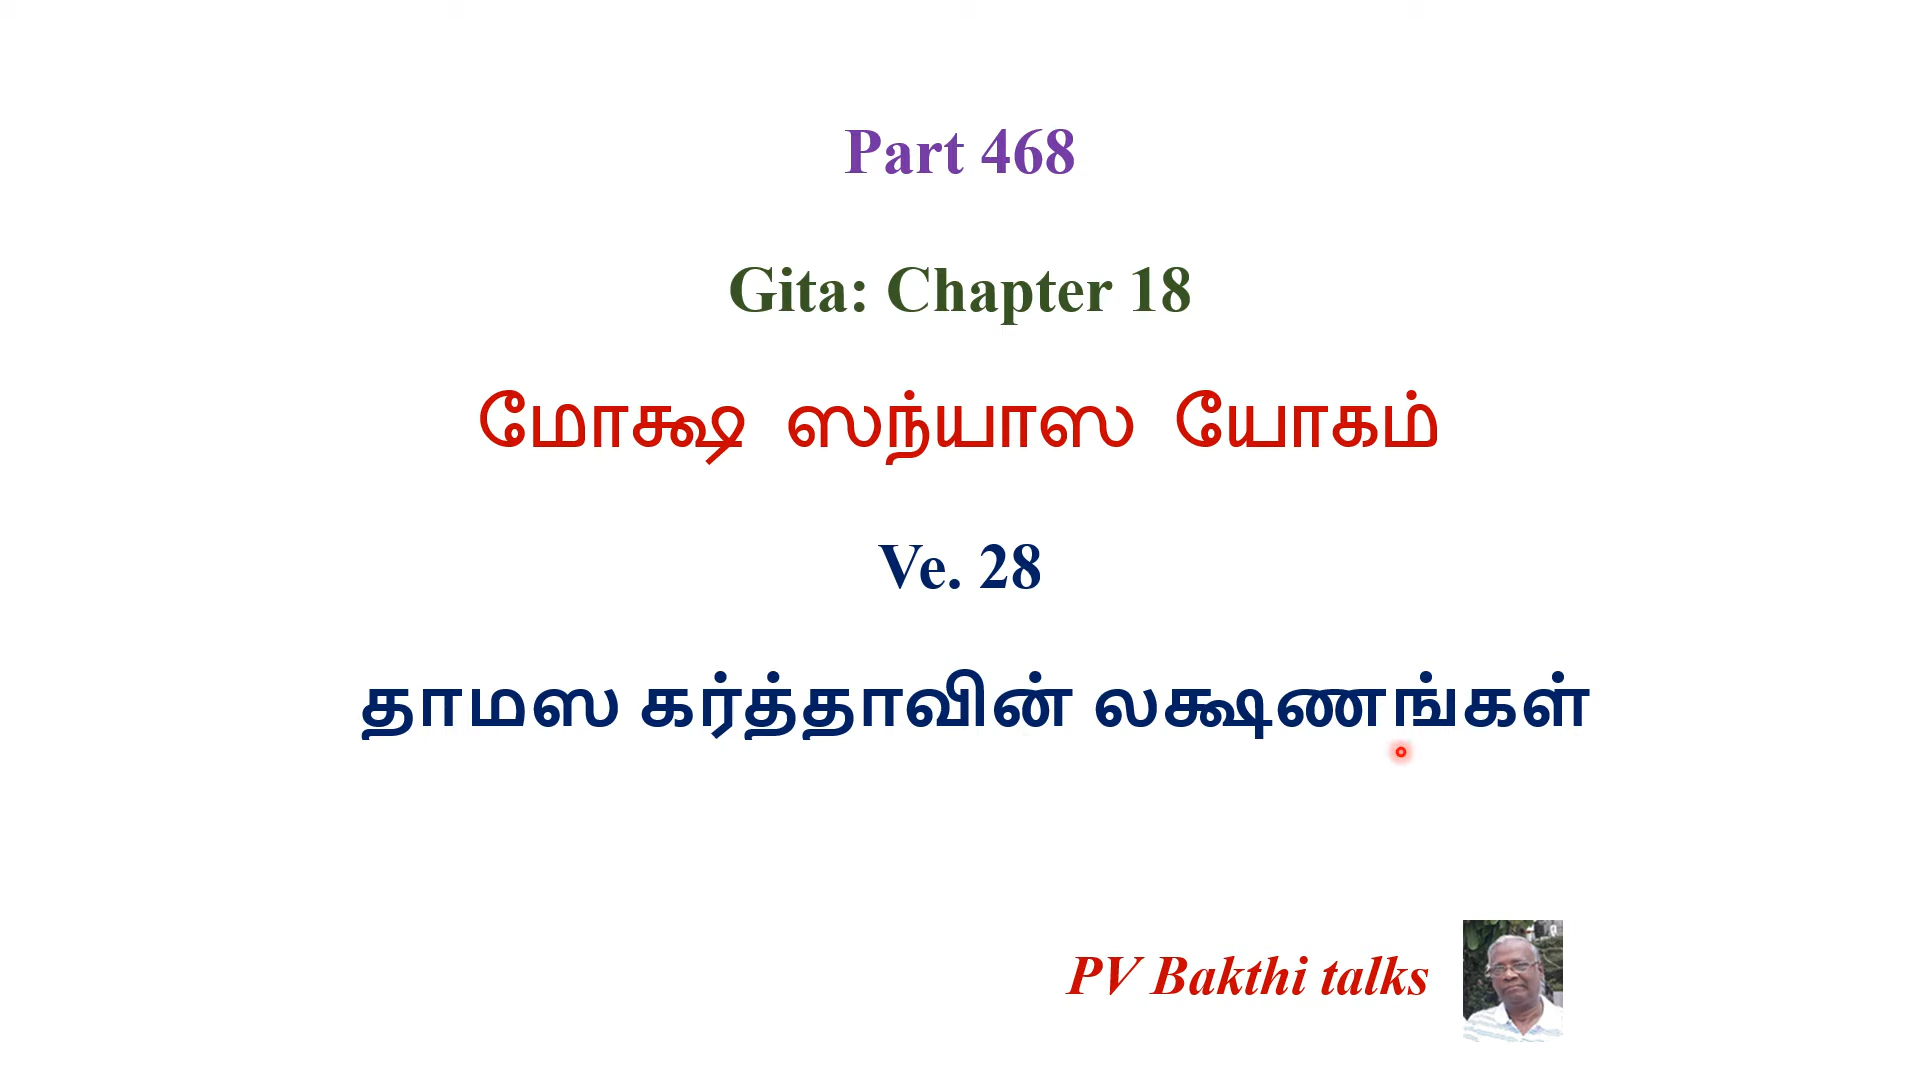 Part 468
Gita: Chapter 18
மோக்ஷ ஸந்யாஸ யோகம்
Ve. 28
தாமஸ கர்த்தாவின் லக்ஷணங்கள்
PV Bakthi talks